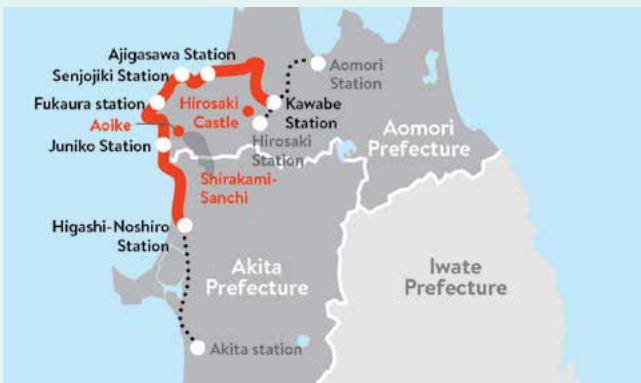 Ajigasawa Station
Senjojiki Station
Aomori
Station
Fukaura station
Hirosaki
Castle
Kawabe
Station
Aoike
Hirosaki
Station
Aomori
Prefecture
Juniko Station
Shirakami-
Sanchi
Higashi-Noshiro
Station
Akita
Prefecture
Iwate
Prefecture
Akita station